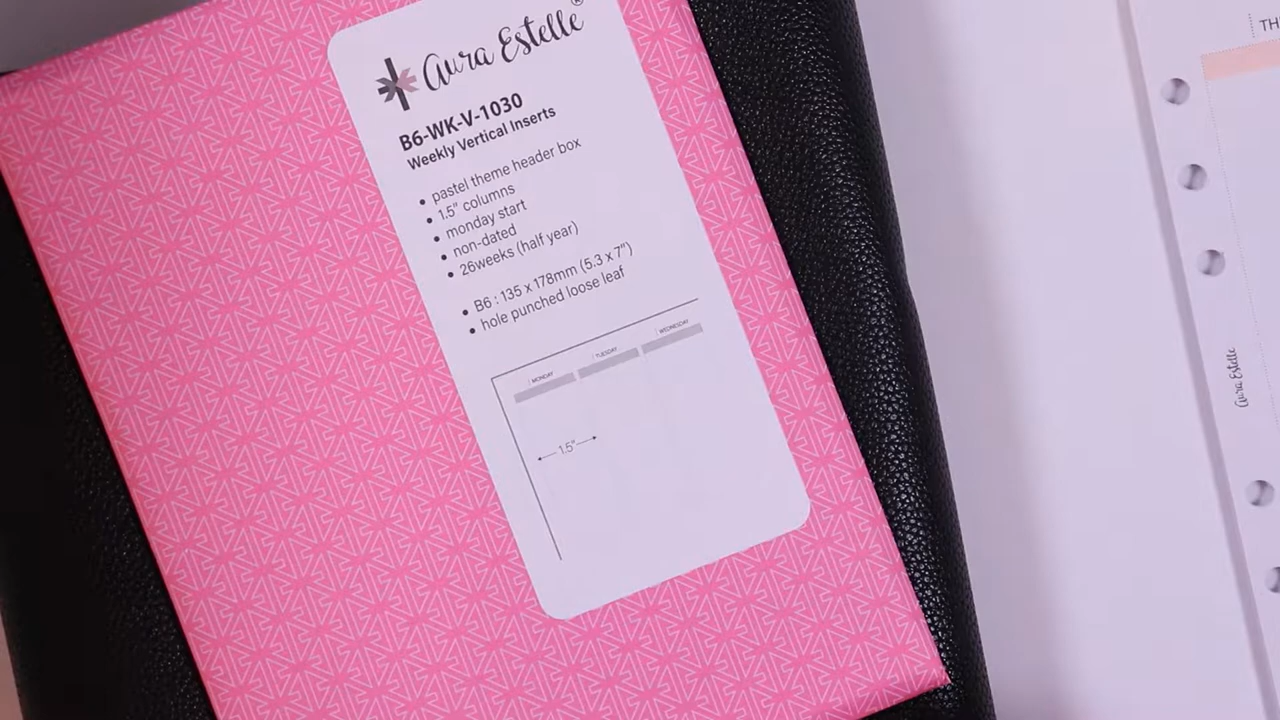 Aura Estelle®
B6-WK-V-1030
Weekly Vertical Inserts
• pastel theme header box
• 1.5" columns
• monday start
• non-dated
• 26weeks (half year)
• B6 : 135 x 178mm (5.3 x 7")
• hole punched loose leaf
MONDAY TUESDAY WEDNESDAY
1.5"
TH
Aura Estelle